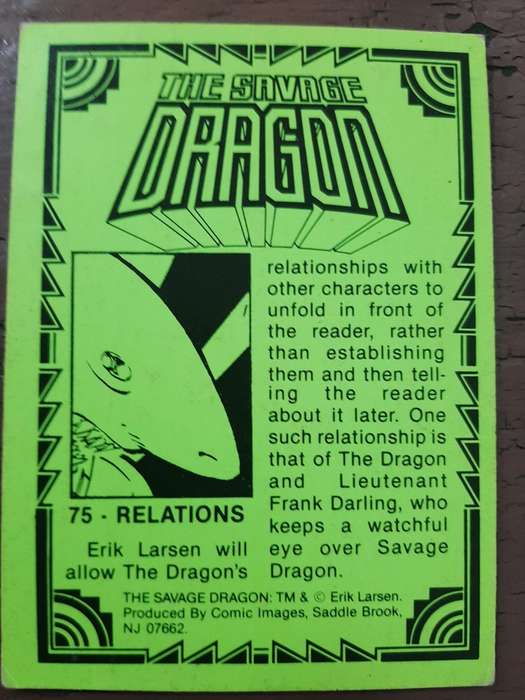 THE SAVAGE
DRAGON
75 - RELATIONS
Erik Larsen will
allow The Dragon's
relationships with
other characters to
unfold in front of
the reader, rather
than establishing
them and then tell-
ing the reader
about it later. One
such relationship is
that of The Dragon
and Lieutenant
Frank Darling, who
keeps a watchful
eye over Savage
Dragon.
THE SAVAGE DRAGON: TM & © Erik Larsen.
Produced By Comic Images, Saddle Brook,
NJ 07662.